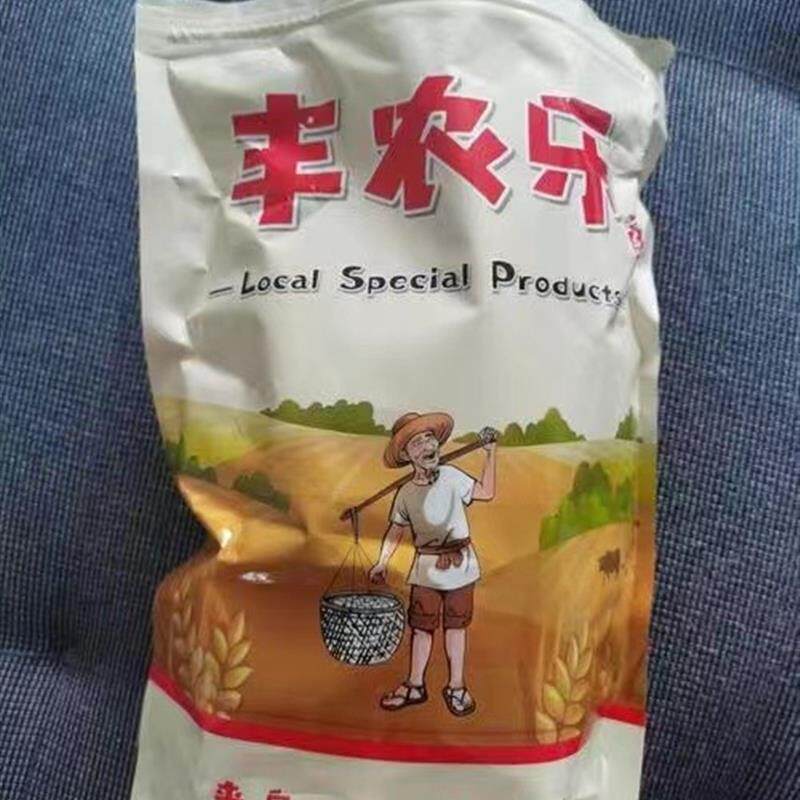 丰农乐
—Local Special Products